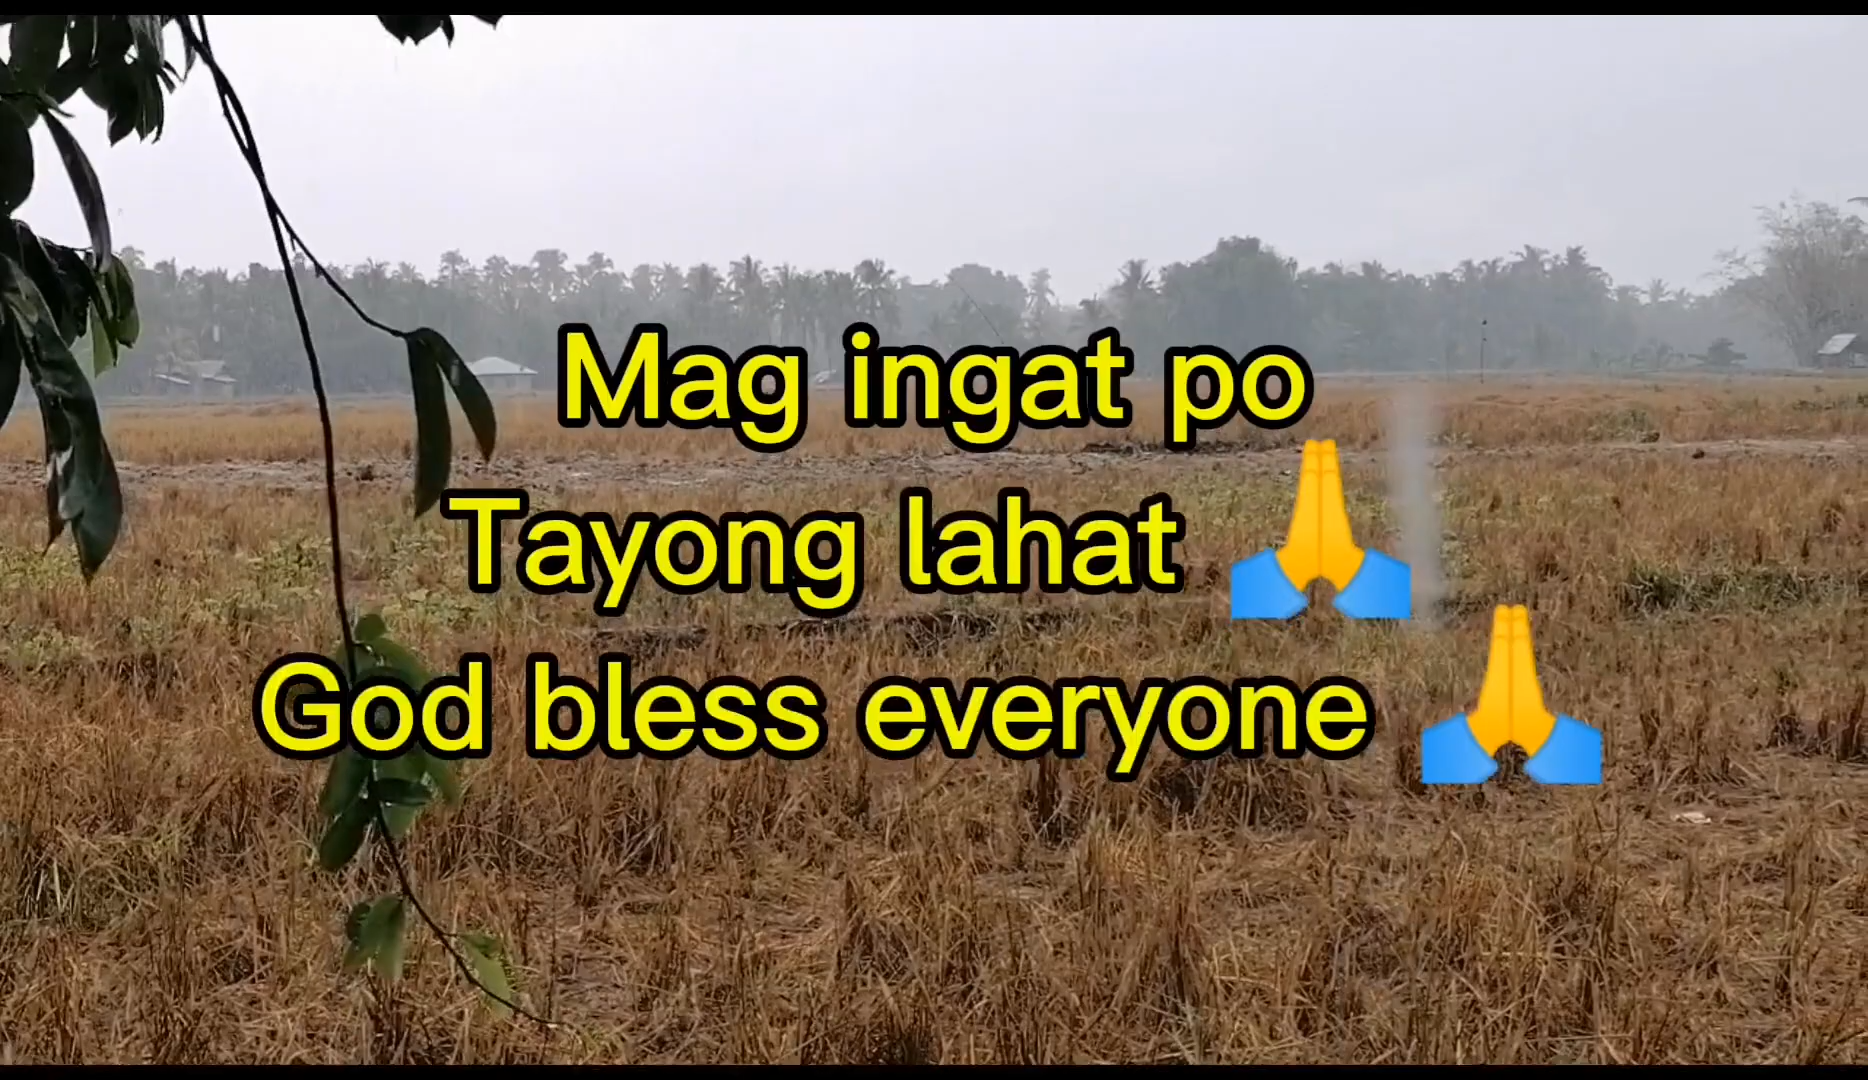 Mag ingat po
Tayong lahat 🙏
God bless everyone 🙏